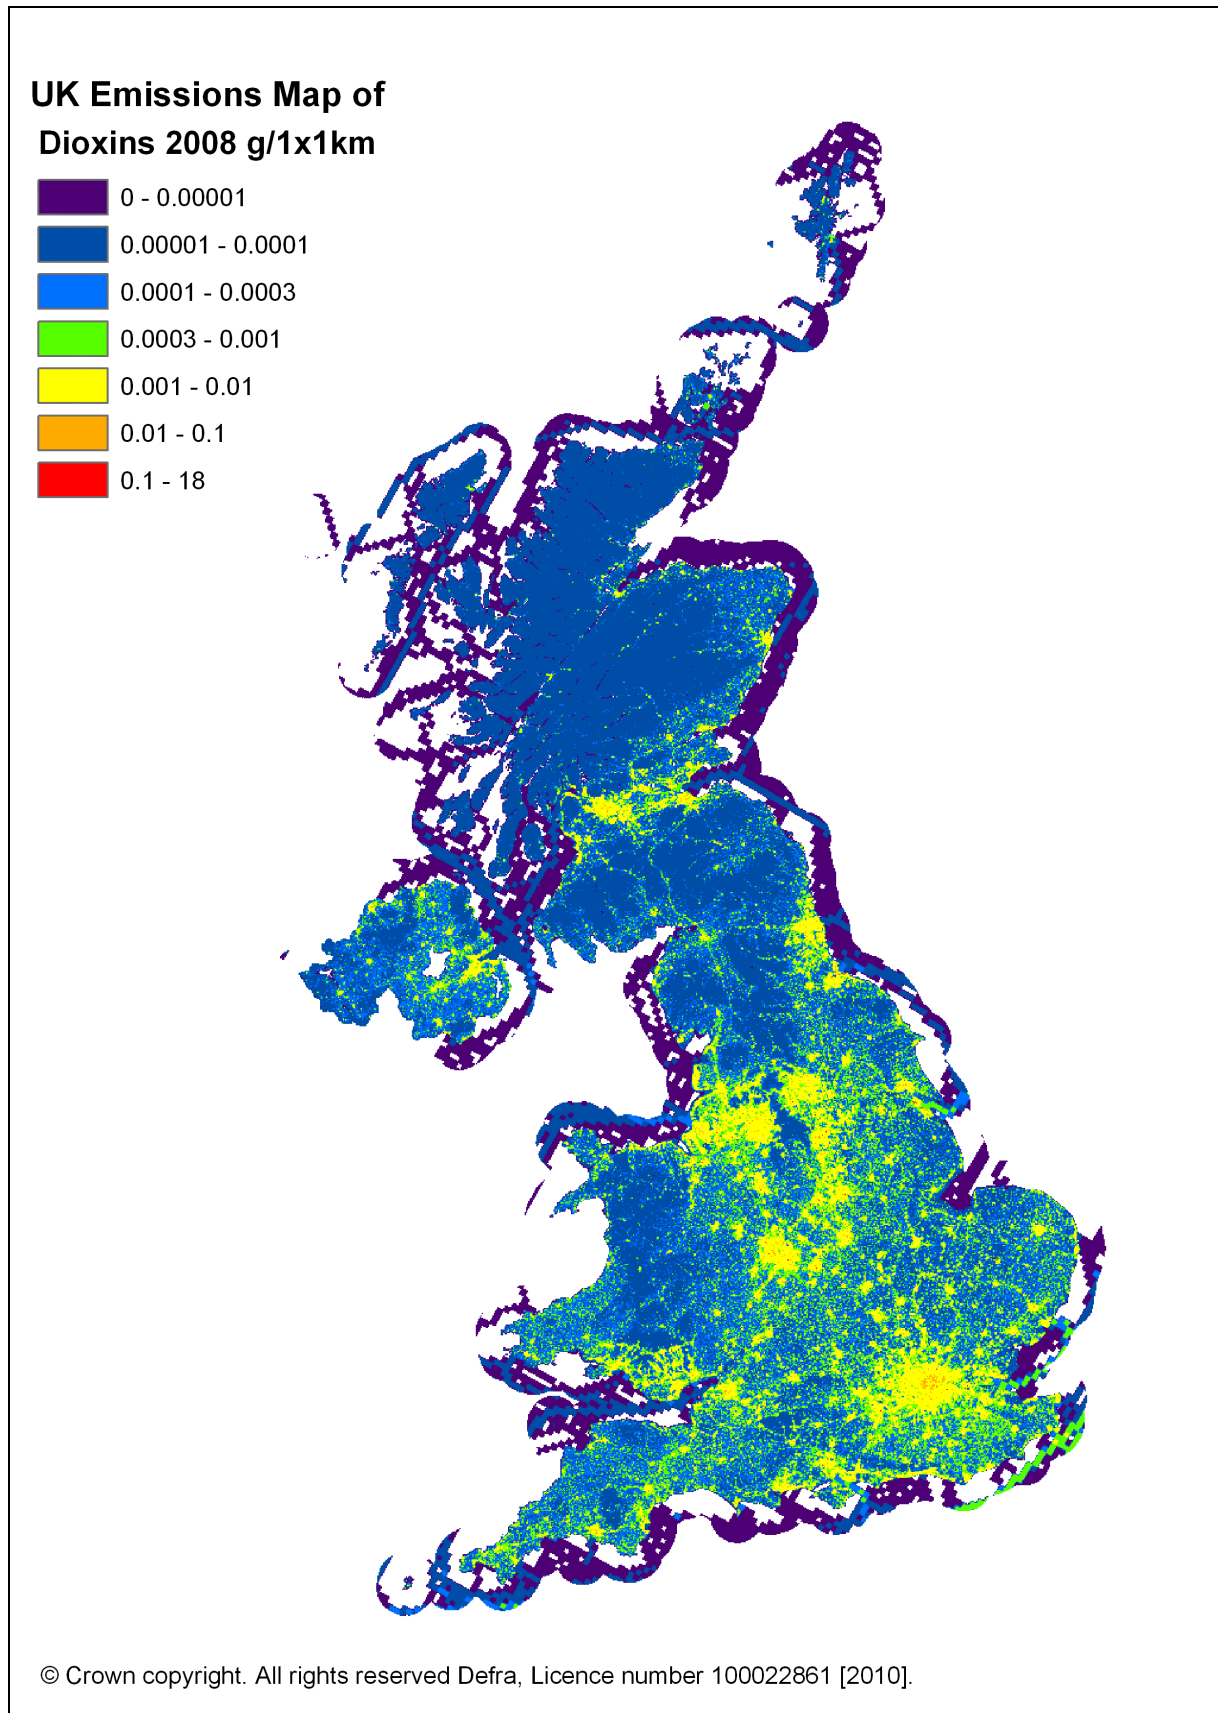 UK Emissions Map of
Dioxins 2008 g/1x1km
0 - 0.00001
0.00001 - 0.0001
0.0001 - 0.0003
0.0003 - 0.001
0.001 - 0.01
0.01 - 0.1
0.1 - 18
© Crown copyright. All rights reserved Defra, Licence number 100022861 [2010].